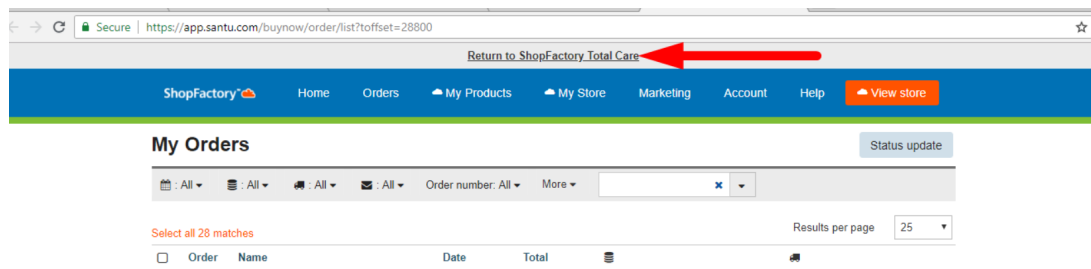 Secure | https://app.santu.com/buynow/order/list?toffset=28800
Return to ShopFactory Total Care
ShopFactory Home Orders My Products My Store Marketing Account Help View store
My Orders Status update
: All : All : All : All Order number: All More
Select all 28 matches Results per page 25
Order Name Date Total